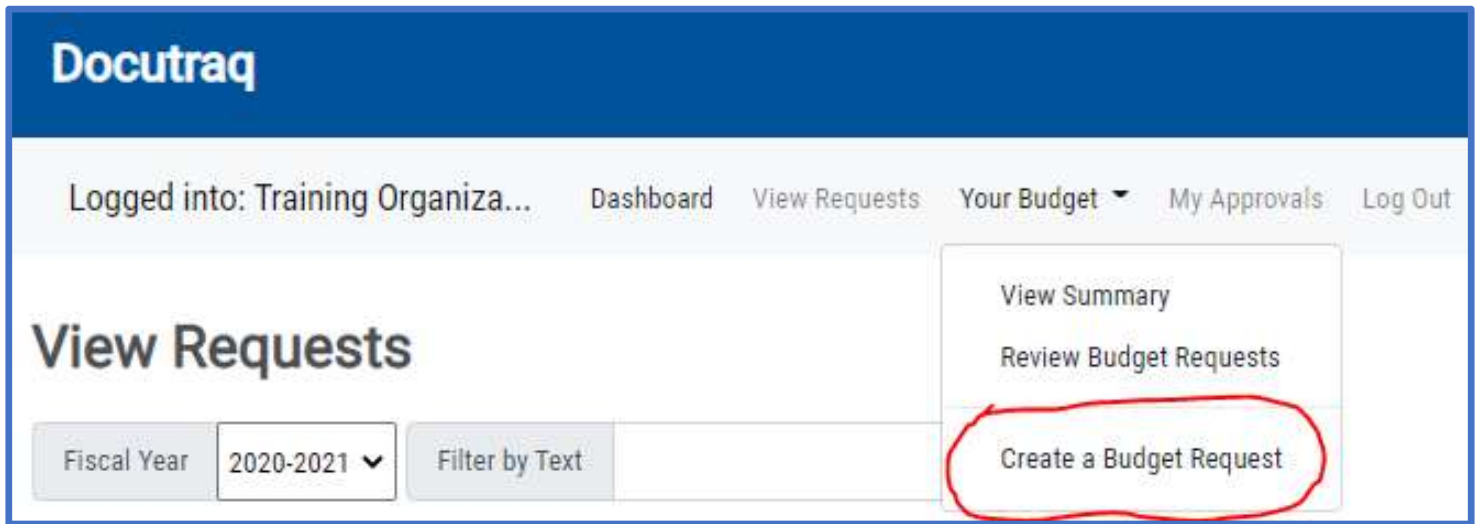 Docutraq
Logged into: Training Organiza... Dashboard View Requests Your Budget My Approvals Log Out
View Summary
View Requests
Review Budget Requests
Fiscal Year 2020-2021 Filter by Text
Create a Budget Request